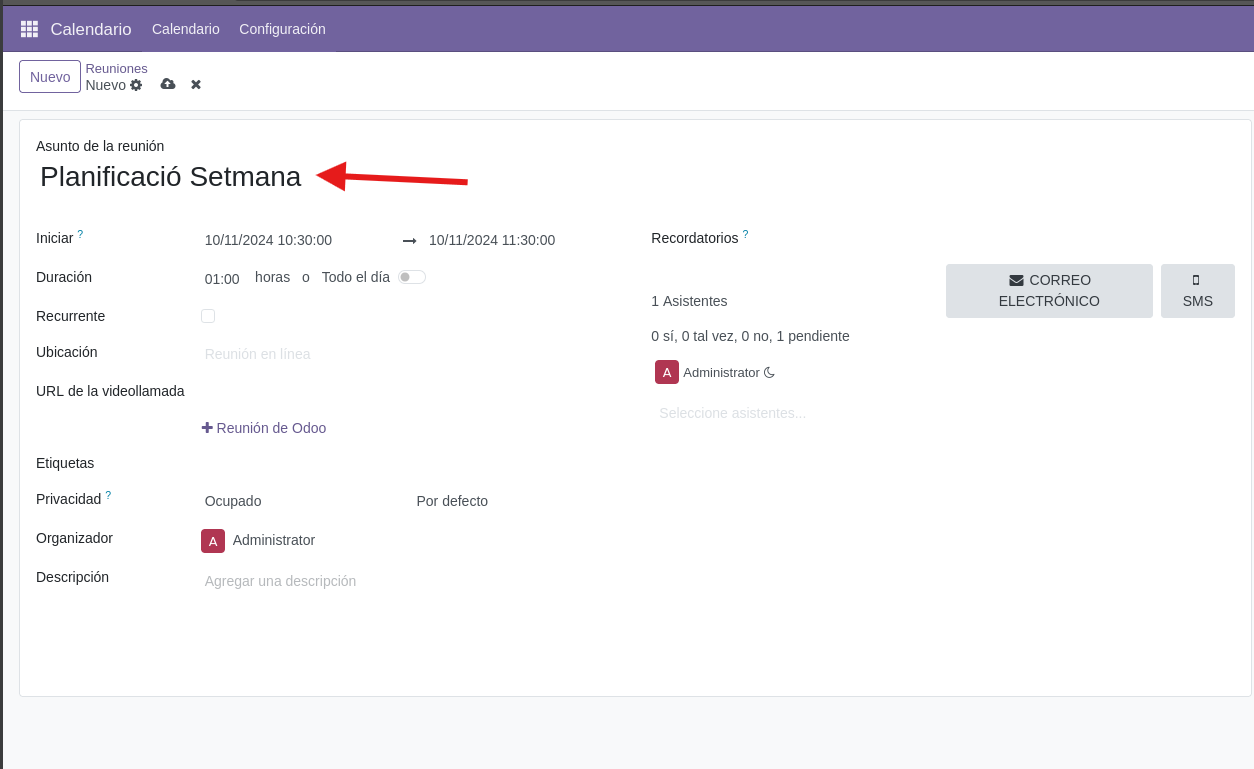 Calendario Calendario Configuración
Nuevo
Reuniones
Nuevo
Asunto de la reunión
Planificació Setmana
Iniciar ? 10/11/2024 10:30:00 → 10/11/2024 11:30:00
Duración 01:00 horas o Todo el día
Recurrente
Ubicación Reunión en línea
URL de la videollamada
Reunión de Odoo
Etiquetas
Privacidad ? Ocupado Por defecto
Organizador A Administrator
Descripción Agregar una descripción
Recordatorios ?
1 Asistentes
CORREO
ELECTRÓNICO
SMS
0 sí, 0 tal vez, 0 no, 1 pendiente
A Administrator
Seleccione asistentes...